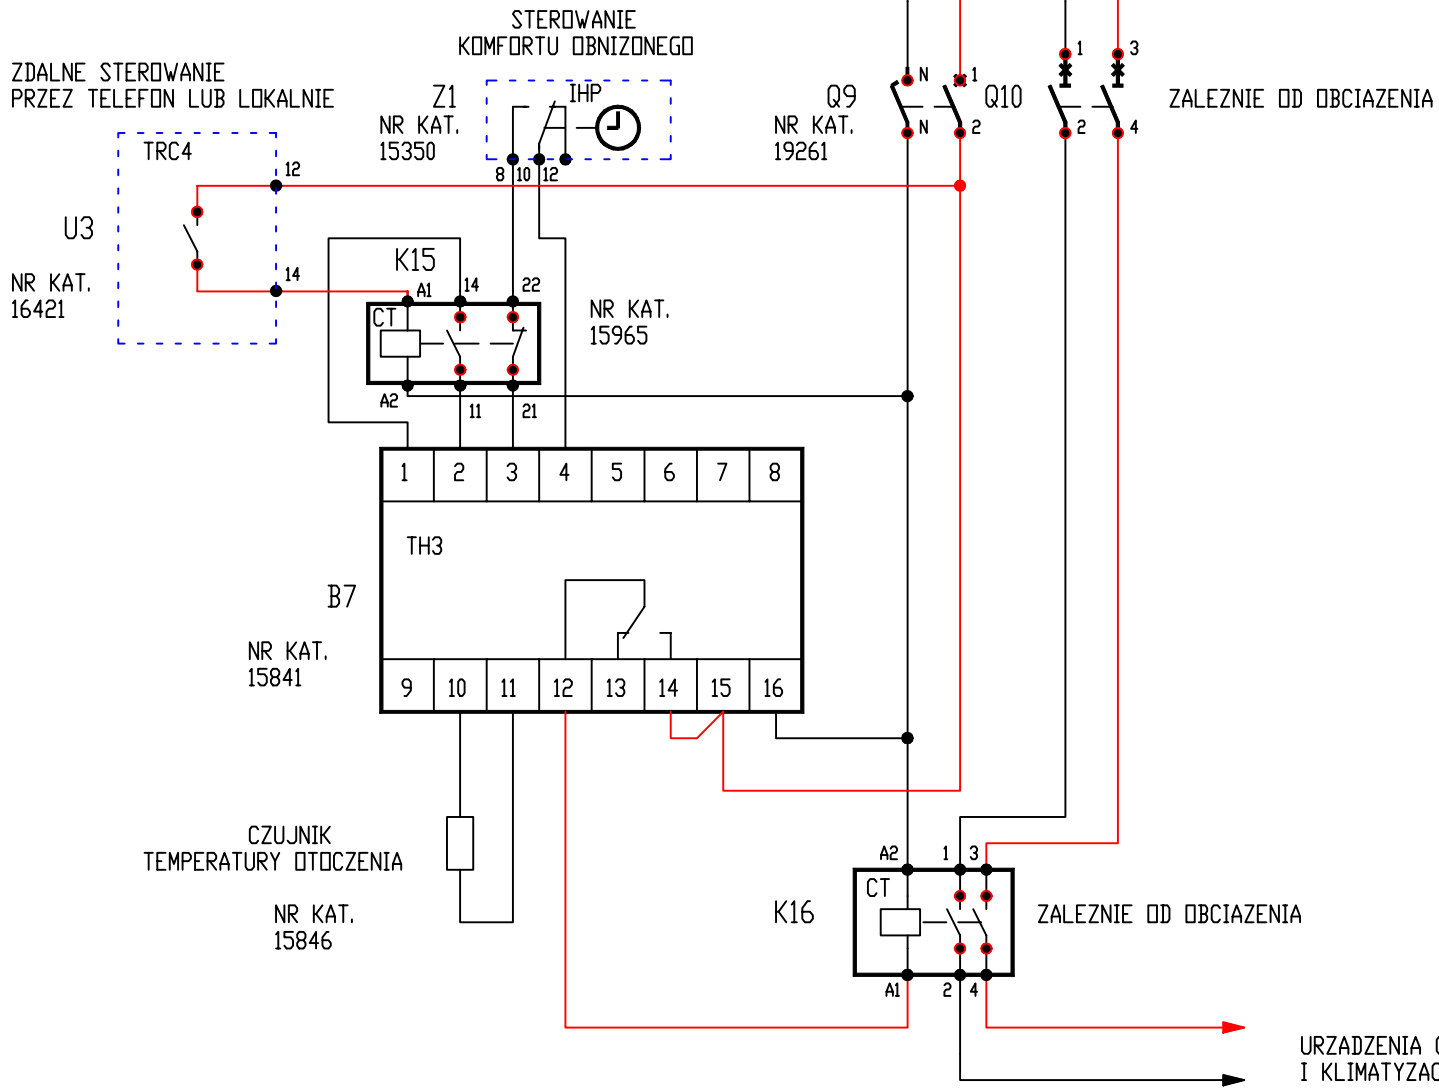 STEROWANIE
KOMFORTU OBNIZONEGO
ZDALNE STEROWANIE
PRZEZ TELEFON LUB LOKALNIE
TRC4
12
U3
14
NR KAT.
16421
Z1
NR KAT.
15350
IHP
8 10 12
Q9
NR KAT.
19261
N 1
N 2
Q10
1 3
2 4
ZALEZNIE OD OBCIAZENIA
K15
A1 14 22
CT
A2 11 21
NR KAT.
15965
1 2 3 4 5 6 7 8
TH3
B7
NR KAT.
15841
9 10 11 12 13 14 15 16
CZUJNIK
TEMPERATURY OTOCZENIA
NR KAT.
15846
A2 1 3
CT
K16
ZALEZNIE OD OBCIAZENIA
A1 2 4
URZADZENIA
I KLIMATYZAC